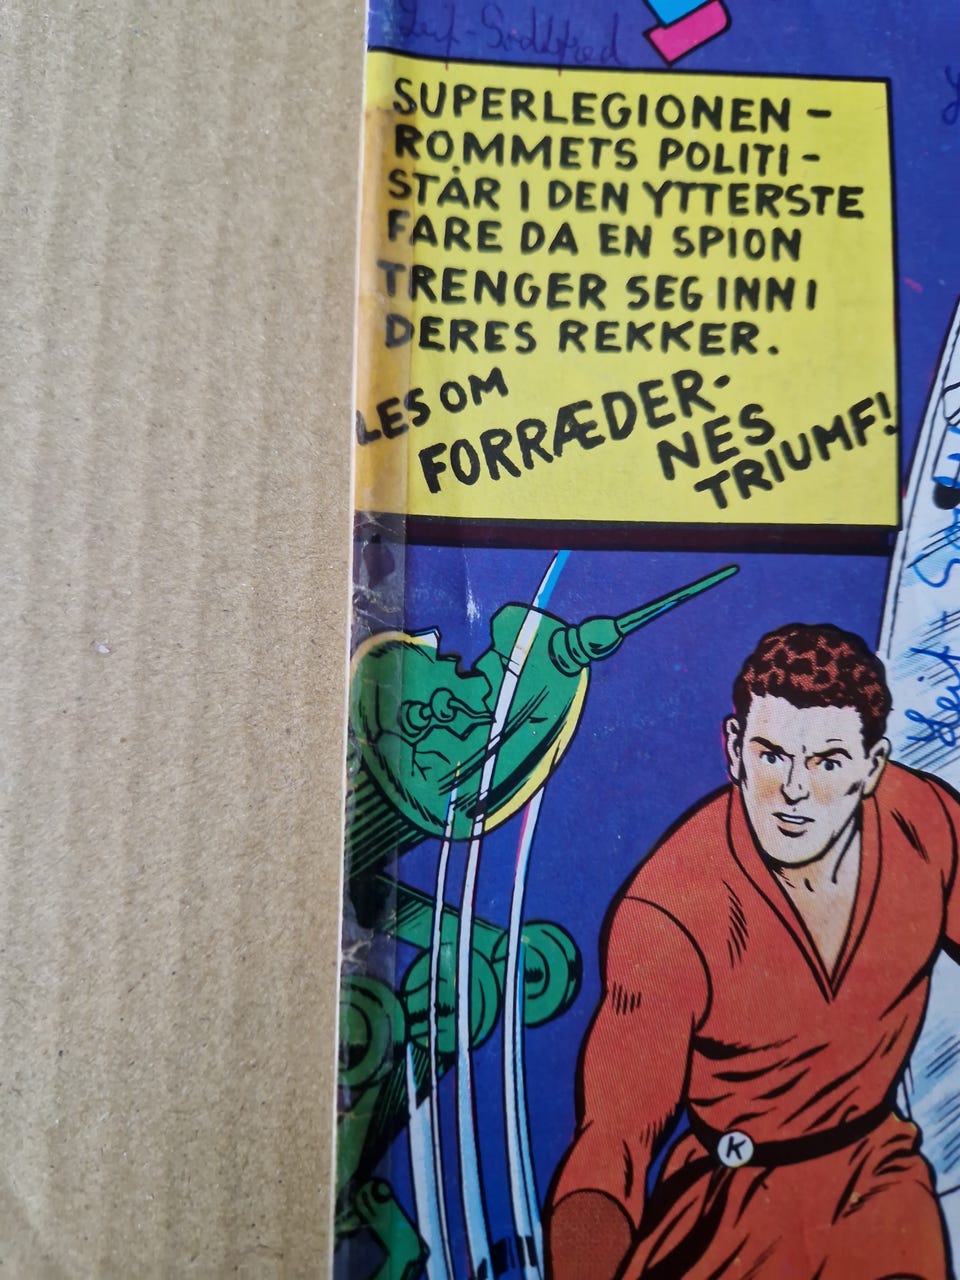 SUPERLEGIONEN -
ROMMETS POLITI -
STÅR I DEN YTTERSTE
FARE DA EN SPION
TRENGER SEG INN I
DERES REKKER.
LES OM
FORRÆDER-
NES
TRIUMF!
K